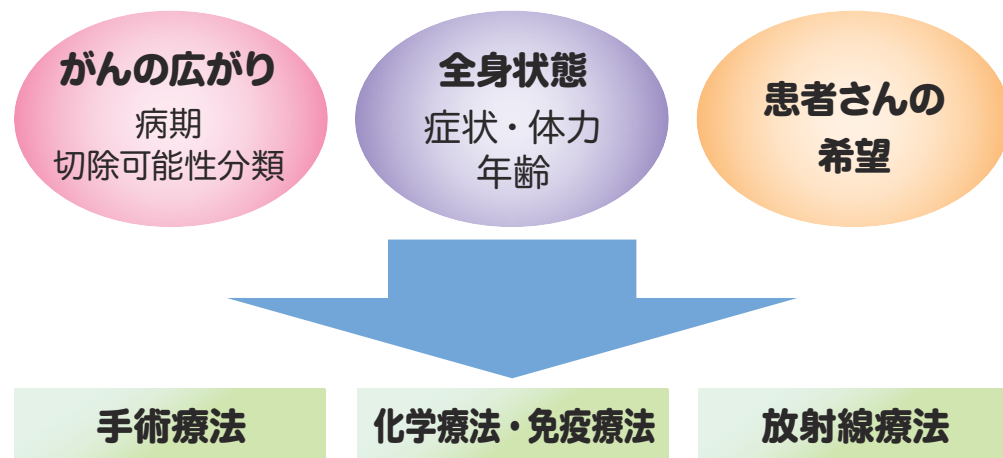 がんの広がり
病期
切除可能性分類
全身状態
症状・体力
年齢
患者さんの
希望
手術療法
化学療法・免疫療法
放射線療法